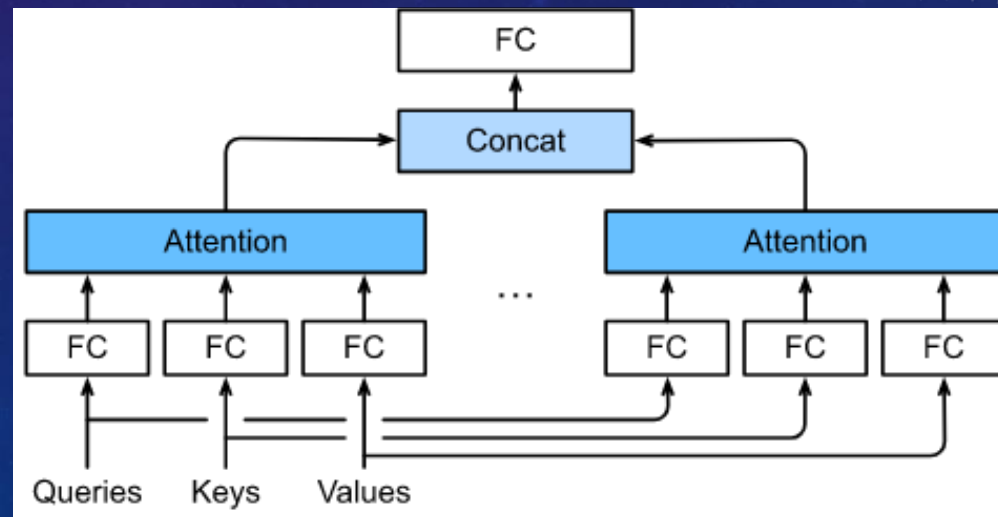 FC
Concat
Attention
Attention
...
FC FC FC FC FC FC
Queries Keys Values